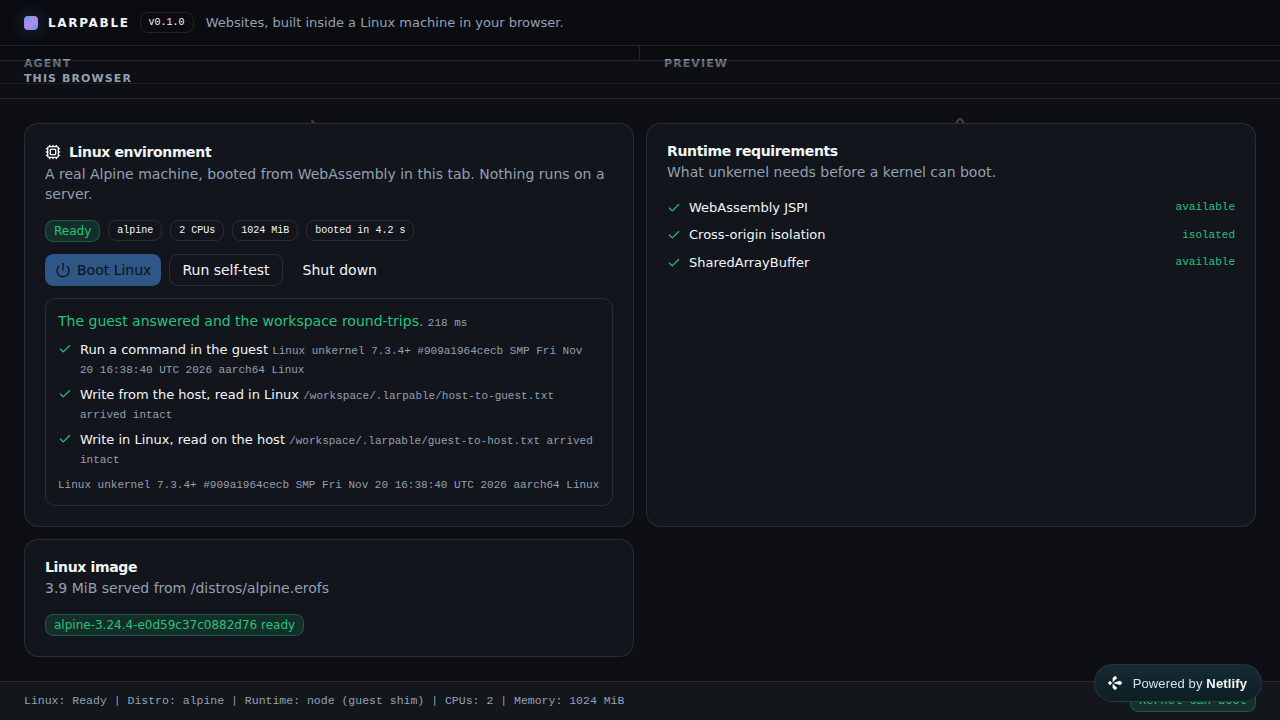 LARPABLE v0.1.0 Websites, built inside a Linux machine in your browser.
AGENT PREVIEW
THIS BROWSER
Linux environment
A real Alpine machine, booted from WebAssembly in this tab. Nothing runs on a
server.
Ready alpine 2 CPUs 1024 MiB booted in 4.2 s
Boot Linux Run self-test Shut down
The guest answered and the workspace round-trips. 218 ms
Run a command in the guest Linux unkernel 7.3.4+ #909a1964cecb SMP Fri Nov
20 16:38:40 UTC 2026 aarch64 Linux
Write from the host, read in Linux /workspace/.larpable/host-to-guest.txt
arrived intact
Write in Linux, read on the host /workspace/.larpable/guest-to-host.txt arrived
intact
Linux unkernel 7.3.4+ #909a1964cecb SMP Fri Nov 20 16:38:40 UTC 2026 aarch64 Linux
Runtime requirements
What unkernel needs before a kernel can boot.
WebAssembly JSPI available
Cross-origin isolation isolated
SharedArrayBuffer available
Linux image
3.9 MiB served from /distros/alpine.erofs
alpine-3.24.4-e0d59c37c0882d76 ready
Linux: Ready | Distro: alpine | Runtime: node (guest shim) | CPUs: 2 | Memory: 1024 MiB
Powered by Netlify
Kernel can boot